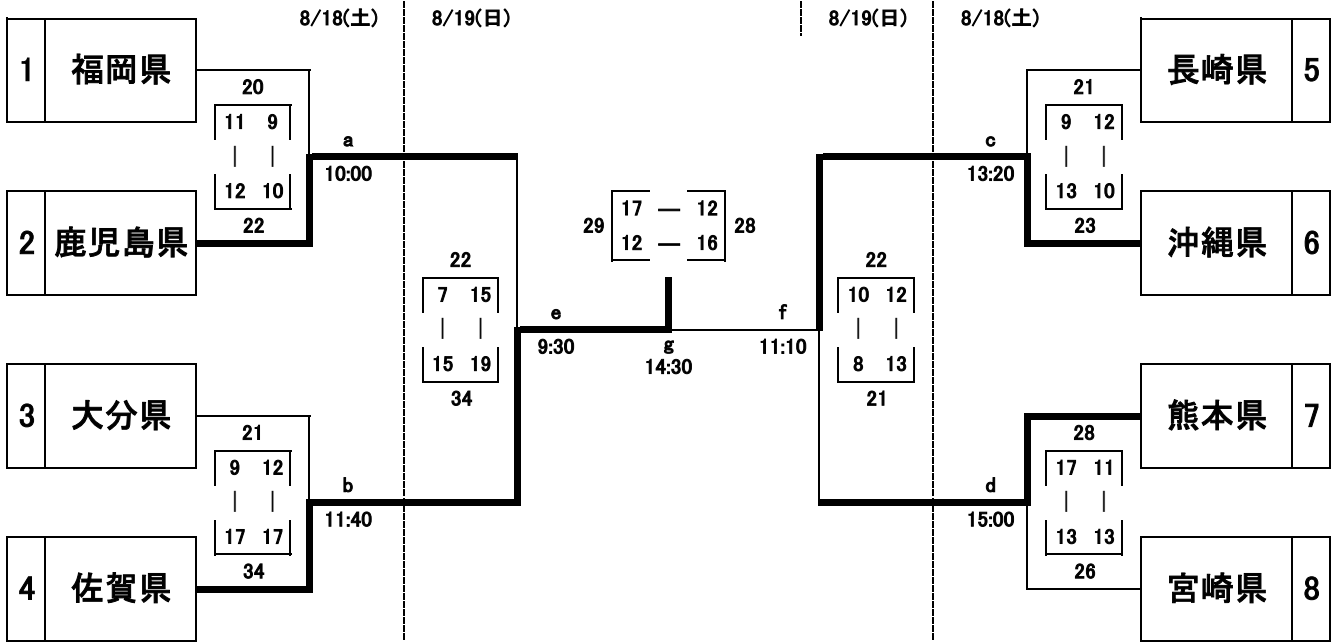 8/18(土) 8/19(日) 8/19(日) 8/18(土)
1 福岡県
20
11 9
| |
12 10
22
a
10:00
2 鹿児島県
3 大分県
21
9 12
| |
17 17
34
b
11:40
4 佐賀県
22
7 15
| |
15 19
34
e
9:30
29 17 — 12 28
12 — 16
g
14:30
f
11:10
22
10 12
| |
8 13
21
長崎県 5
21
9 12
| |
13 10
23
c
13:20
沖縄県 6
熊本県 7
28
17 11
| |
13 13
26
d
15:00
宮崎県 8